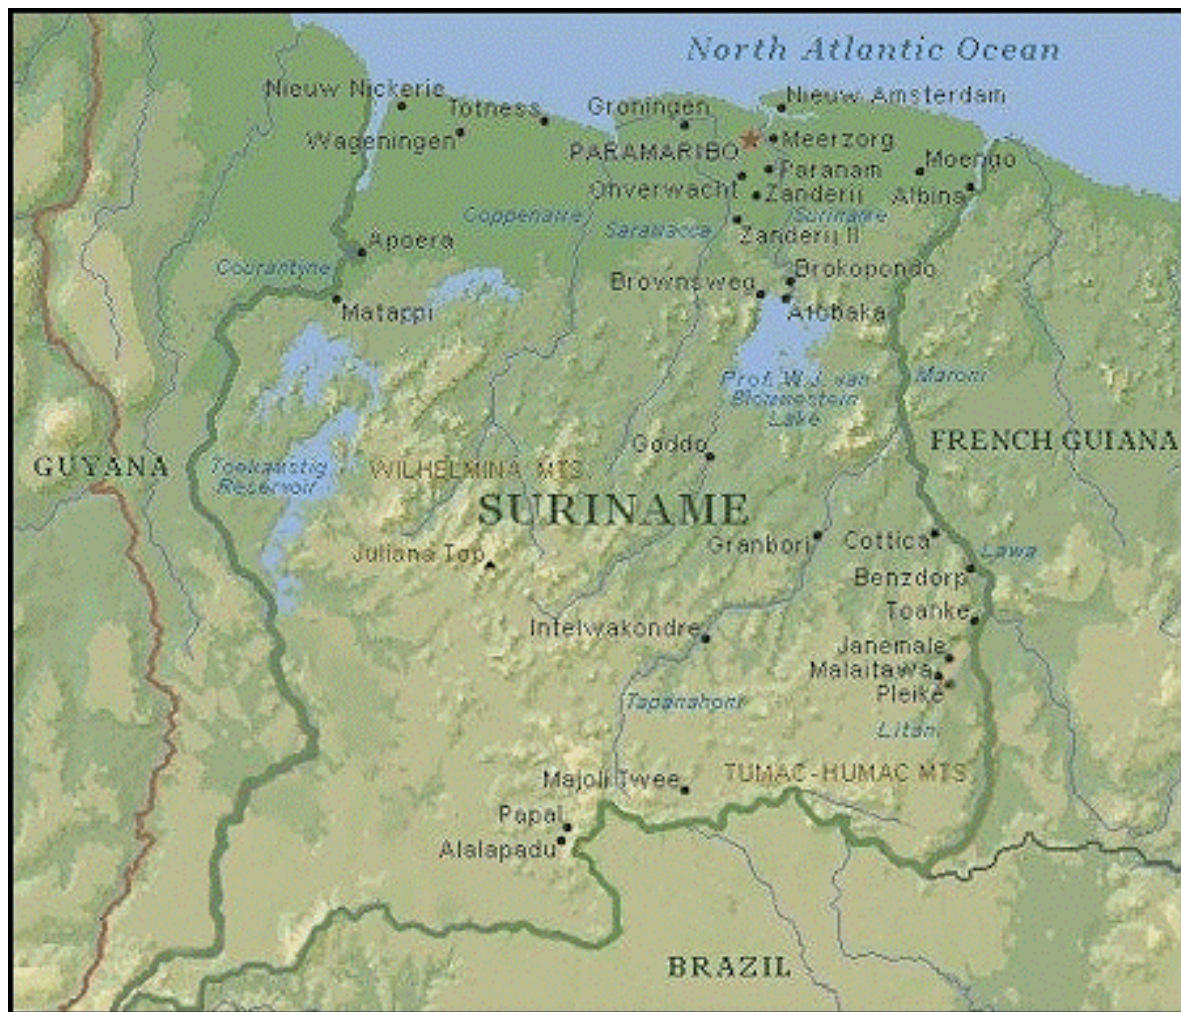 North Atlantic Ocean
Nieuw Nickerie
Totness
Groningen
Nieuw Amsterdam
Wageningen
PARAMARIBO
Meerzorg
Paranam
Moengo
Onverwacht
Zanderij
Albina
Coppename
Saramacca
Suriname
Zanderij II
Apoera
Courantyne
Brownsweg
Brokopondo
Matappi
Afobaka
Prof. W.J. van
Blommestein
Lake
Maroni
Goddo
FRENCH GUIANA
GUYANA
Reservoir
WILHELMINA MTS.
SURINAME
Juliana Top
Granbori
Cottica
Lawa
Benzdorp
Toanke
Intelwakondre
Janemale
Malaitawa
Pleike
Tapanahoni
Litani
Majoli Twee
TUMAC-HUMAC MTS
Papai
Alalapadu
BRAZIL